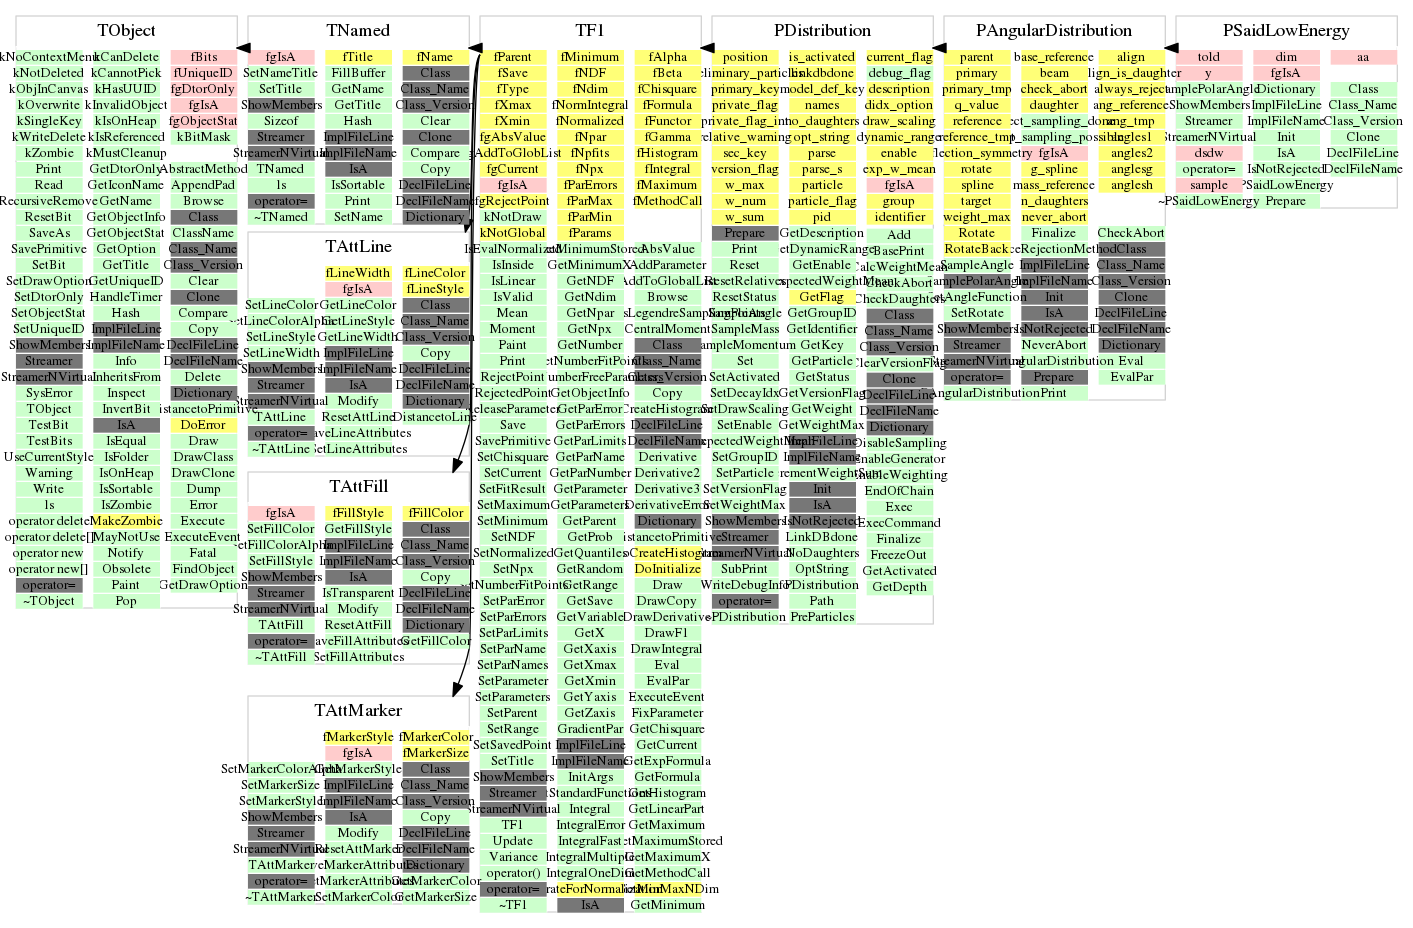 TObject
kCanDelete fBits
kNotDeleted kCannotPick fUniqueID
kObjInCanvas kHasUUID fgDtorOnly
kOverwrite kInvalidObject fgIsA
kSingleKey kIsOnHeap fgObjectStat
kWriteDelete kIsReferenced kBitMask
kZombie kMustCleanup
Print GetDtorOnly AbstractMethod
Read GetIconName AppendPad
RecursiveRemove GetName Browse
ResetBit GetObjectInfo Class
SaveAs GetObjectStat ClassName
SavePrimitive GetOption Class_Name
SetBit GetTitle Class_Version
SetDrawOption GetUniqueID Clear
SetDtorOnly HandleTimer Clone
SetObjectStat Hash Compare
SetUniqueID ImplFileLine Copy
ShowMembers ImplFileName DeclFileLine
Streamer Info DeclFileName
StreamerNVirtual InheritsFrom Delete
SysError Inspect Dictionary
TObject InvertBit DistancetoPrimitive
TestBit IsA DoError
TestBits IsEqual Draw
UseCurrentStyle IsFolder DrawClass
Warning IsOnHeap DrawClone
Write IsSortable Dump
ls IsZombie Error
operator delete MakeZombie Execute
operator delete[] MayNotUse ExecuteEvent
operator new Notify Fatal
operator new[] Obsolete FindObject
operator= Paint GetDrawOption
~TObject Pop
TNamed
fgIsA fTitle fName
SetNameTitle FillBuffer Class
SetTitle GetName Class_Name
ShowMembers GetTitle Class_Version
Sizeof Hash Clear
Streamer ImplFileLine Clone
StreamerNVirtual ImplFileName Compare
TNamed IsA Copy
ls IsSortable DeclFileLine
operator= Print DeclFileName
~TNamed SetName Dictionary
TAttLine
fLineWidth fLineColor
fgIsA fLineStyle
SetLineColor GetLineColor Class
GetLineStyle Class_Name
SetLineStyle GetLineWidth Class_Version
SetLineWidth ImplFileLine Copy
ShowMembers ImplFileName DeclFileLine
Streamer IsA DeclFileName
StreamerNVirtual Modify Dictionary
TAttLine ResetAttLine DistancetoLine
operator= SaveLineAttributes
~TAttLine SetLineAttributes
TAttFill
fgIsA fFillStyle fFillColor
SetFillColor GetFillStyle Class
ImplFileLine Class_Name
SetFillStyle ImplFileName Class_Version
ShowMembers IsA Copy
Streamer IsTransparent DeclFileLine
StreamerNVirtual Modify DeclFileName
TAttFill ResetAttFill Dictionary
operator= SaveFillAttributes GetFillColor
~TAttFill SetFillAttributes
TAttMarker
fMarkerStyle fMarkerColor
fgIsA fMarkerSize
SetMarkerColorAlpha GetMarkerStyle Class
SetMarkerSize ImplFileLine Class_Name
SetMarkerStyle ImplFileName Class_Version
ShowMembers IsA Copy
Streamer Modify DeclFileLine
StreamerNVirtual ResetAttMarker DeclFileName
TAttMarker SaveMarkerAttributes Dictionary
operator= SetMarkerAttributes GetMarkerColor
~TAttMarker SetMarkerColor GetMarkerSize
TF1
fParent fMinimum fAlpha
fSave fNDF fBeta
fType fNdim fChisquare
fXmax fNormIntegral fFormula
fXmin fNormalized fFunctor
fgAbsValue fNpar fGamma
fgAddToGlobList fNpfits fHistogram
fgCurrent fNpx fIntegral
fgIsA fParErrors fMaximum
fgRejectPoint fParMax fMethodCall
kNotDraw fParMin
kNotGlobal fParams
IsEvalNormalized fMinimumStored AbsValue
IsInside GetMinimumX AddParameter
IsLinear GetNDF AddToGlobalList
IsValid GetNdim Browse
Mean GetNpar CalcGaussLegendreSamplingPoints
Moment GetNpx CentralMoment
Paint GetNumber Class
Print GetNumberFitPoints Class_Name
RejectPoint GetNumberFreeParameters Class_Version
RejectedPoint GetObjectInfo Copy
ReleaseParameter GetParError CreateHistogram
Save GetParErrors DeclFileLine
SavePrimitive GetParLimits DeclFileName
SetChisquare GetParName Derivative
SetCurrent GetParNumber Derivative2
SetFitResult GetParameter Derivative3
SetMaximum GetParameters DerivativeError
SetMinimum GetParent Dictionary
SetNDF GetProb DistancetoPrimitive
SetNormalized GetQuantiles DoCreateHistogram
SetNpx GetRandom DoInitialize
SetNumberFitPoints GetRange Draw
SetParError GetSave DrawCopy
SetParErrors GetVariable DrawDerivative
SetParLimits GetX DrawF1
SetParName GetXaxis DrawIntegral
SetParNames GetXmax Eval
SetParameter GetXmin EvalPar
SetParameters GetYaxis ExecuteEvent
SetParent GetZaxis FixParameter
SetRange GradientPar GetChisquare
SetSavedPoint ImplFileLine GetCurrent
SetTitle ImplFileName GetExpFormula
ShowMembers InitArgs GetFormula
Streamer InitStandardFunctions GetHistogram
StreamerNVirtual Integral GetLinearPart
TF1 IntegralError GetMaximum
Update IntegralFast GetMaximumStored
Variance IntegralMultiple GetMaximumX
operator() IntegralOneDim GetMethodCall
operator= IntegrateForNormalization GetMinMaxNDim
~TF1 IsA GetMinimum
PDistribution
position is_activated current_flag
preliminary_particles linkdbdone debug_flag
primary_key model_def_key description
private_flag names didx_option
no_daughters draw_scaling
relative_warning opt_string dynamic_range
sec_key parse enable
version_flag parse_s exp_w_mean
w_max particle fgIsA
w_num particle_flag group
w_sum pid identifier
Prepare GetDescription Add
Print GetDynamicRange BasePrint
Reset GetEnable CalcWeightMean
ResetRelatives GetExpectedWeightMean CheckAbort
ResetStatus GetFlag CheckDaughters
SampleAngle GetGroupID Class
SampleMass GetIdentifier Class_Name
SampleMomentum GetKey Class_Version
Set GetParticle ClearVersionFlag
SetActivated GetStatus Clone
SetDecayIdx GetVersionFlag DeclFileLine
SetDrawScaling GetWeight DeclFileName
SetEnable GetWeightMax Dictionary
SetExpectedWeightMean ImplFileLine DisableSampling
SetGroupID ImplFileName EnableGenerator
SetParticle IncrementWeightSum EnableWeighting
SetVersionFlag Init EndOfChain
SetWeightMax IsA Exec
ShowMembers IsNotRejected ExecCommand
Streamer LinkDBdone Finalize
StreamerNVirtual NoDaughters FreezeOut
SubPrint OptString GetActivated
WriteDebugInfo PDistribution GetDepth
operator= Path
~PDistribution PreParticles
PAngularDistribution
parent base_reference align
primary beam align_is_daughter
primary_tmp check_abort always_reject
q_value daughter ang_reference
reference direct_sampling_done ang_tmp
reference_tmp direct_sampling_possible angles1
reflection_symmetry fgIsA angles2
rotate g_spline angles3
spline mass_reference anglesh
target n_daughters
weight_max never_abort
Rotate Finalize CheckAbort
RotateBack GetRejectionMethod Class
SampleAngle ImplFileLine Class_Name
SamplePolarAngle ImplFileName Class_Version
SetAngleFunction Init Clone
SetRotate IsA DeclFileLine
ShowMembers IsNotRejected DeclFileName
Streamer NeverAbort Dictionary
StreamerNVirtual PAngularDistribution Eval
operator= Prepare EvalPar
~PAngularDistribution Print
PSaidLowEnergy
told dim aa
y fgIsA
SamplePolarAngle Dictionary Class
ShowMembers ImplFileLine Class_Name
Streamer ImplFileName Class_Version
StreamerNVirtual Init Clone
dsdw IsA DeclFileLine
operator= IsNotRejected DeclFileName
sample PSaidLowEnergy
~PSaidLowEnergy Prepare